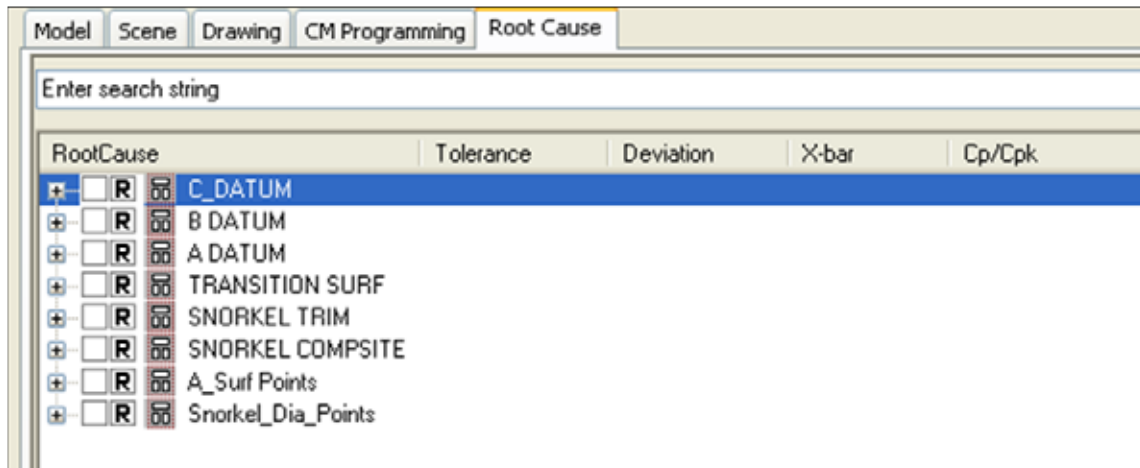 Model Scene Drawing CM Programming Root Cause
Enter search string
RootCause Tolerance Deviation X-bar Cp/Cpk
R C_DATUM
R B DATUM
R A DATUM
R TRANSITION SURF
R SNORKEL TRIM
R SNORKEL COMPSITE
R A_Surf Points
R Snorkel_Dia_Points